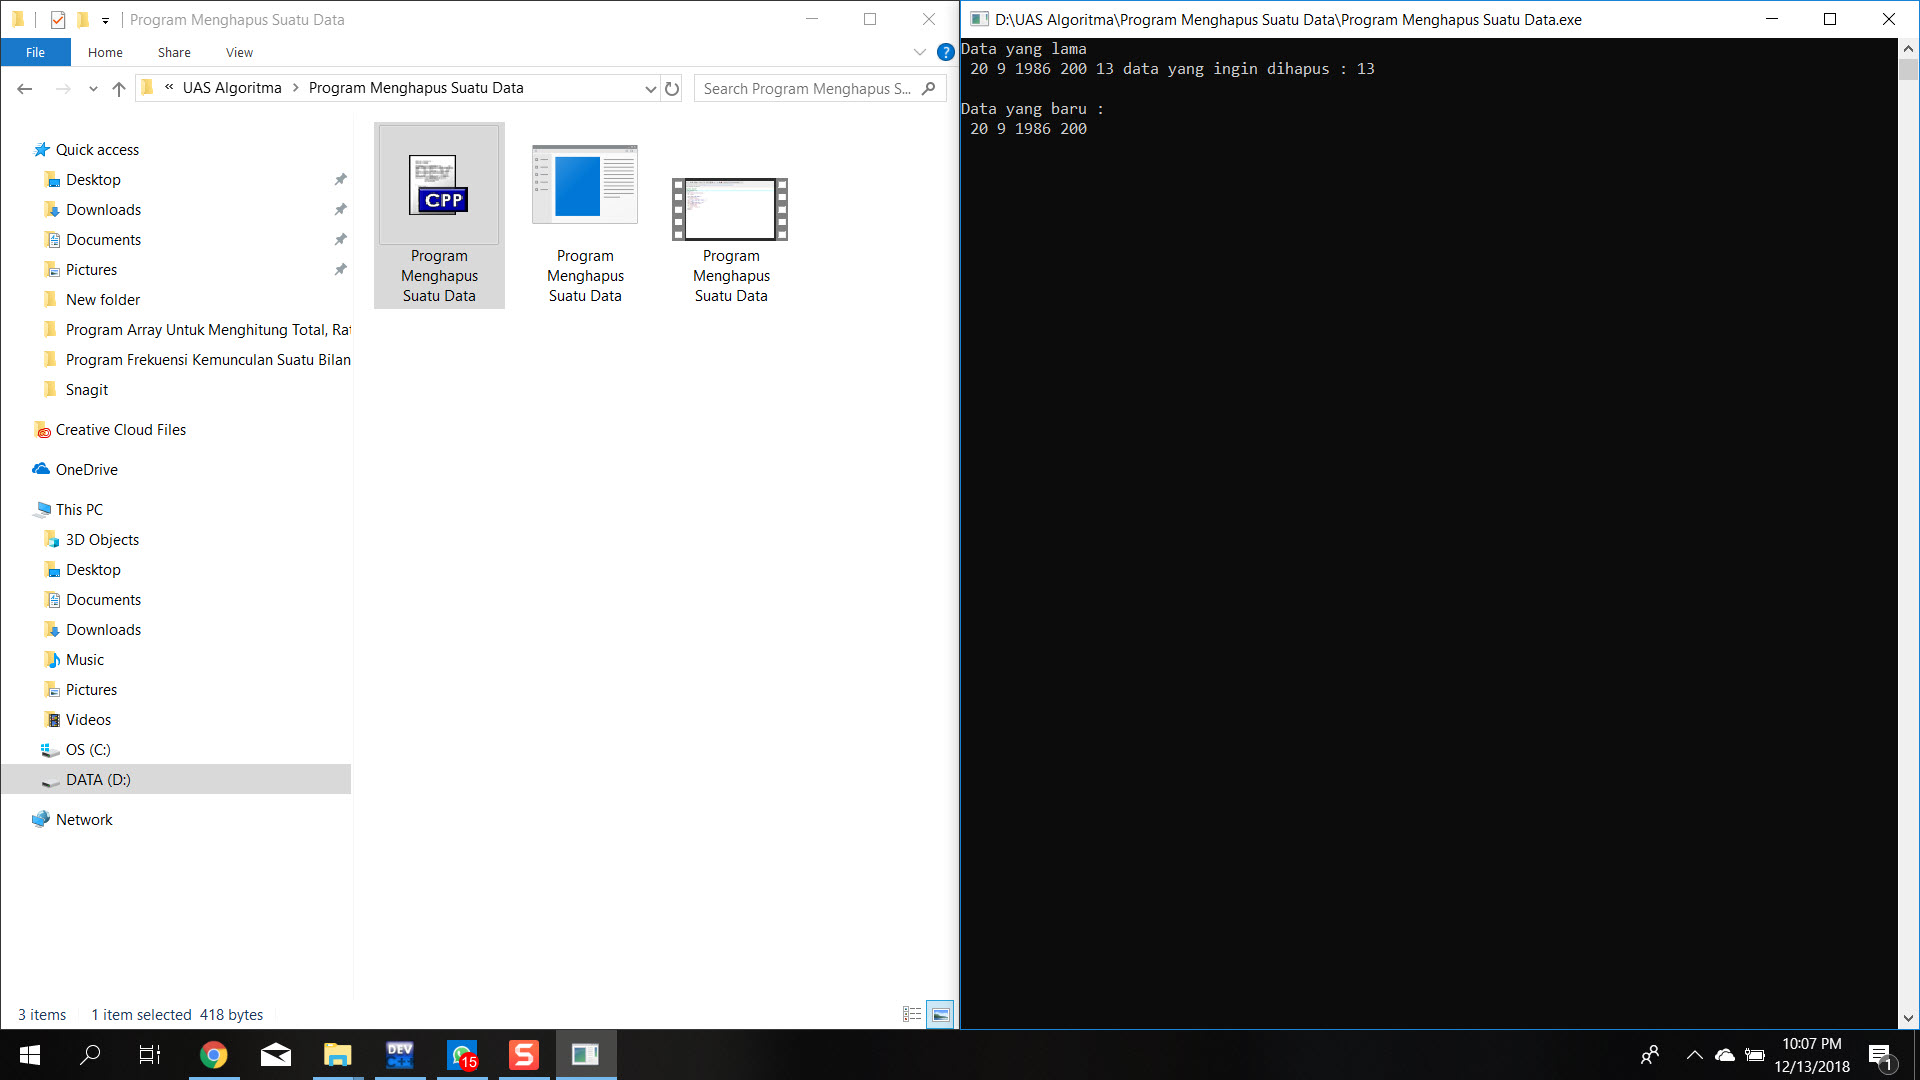 Program Menghapus Suatu Data
File Home Share View
« UAS Algoritma > Program Menghapus Suatu Data
Search Program Menghapus S...
Quick access
Desktop
Downloads
Documents
Pictures
New folder
Program Array Untuk Menghitung Total, Rat
Program Frekuensi Kemunculan Suatu Bilan
Snagit
Creative Cloud Files
OneDrive
This PC
3D Objects
Desktop
Documents
Downloads
Music
Pictures
Videos
OS (C:)
DATA (D:)
Network
CPP
Program
Menghapus
Suatu Data
Program
Menghapus
Suatu Data
Program
Menghapus
Suatu Data
3 items 1 item selected 418 bytes
D:\UAS Algoritma\Program Menghapus Suatu Data\Program Menghapus Suatu Data.exe
Data yang lama
20 9 1986 200 13 data yang ingin dihapus : 13
Data yang baru :
20 9 1986 200
DEV
C++
15
S
10:07 PM
12/13/2018
1